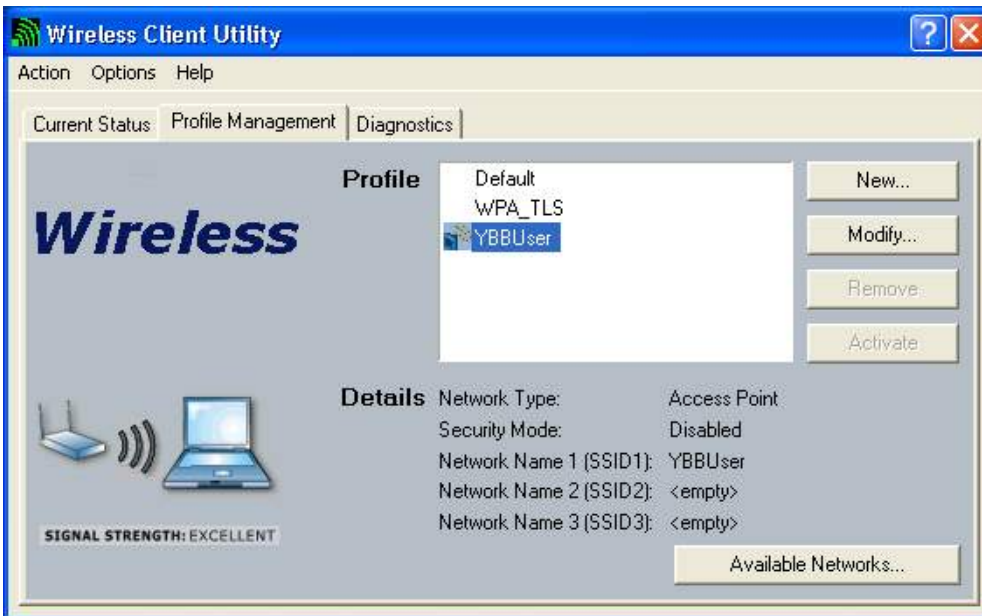 Wireless Client Utility
Action Options Help
Current Status Profile Management Diagnostics
Wireless
Profile
Default
WPA_TLS
YBBUser
New...
Modify...
Remove
Activate
Details
Network Type: Access Point
Security Mode: Disabled
Network Name 1 (SSID1): YBBUser
Network Name 2 (SSID2): <empty>
Network Name 3 (SSID3): <empty>
SIGNAL STRENGTH: EXCELLENT
Available Networks...